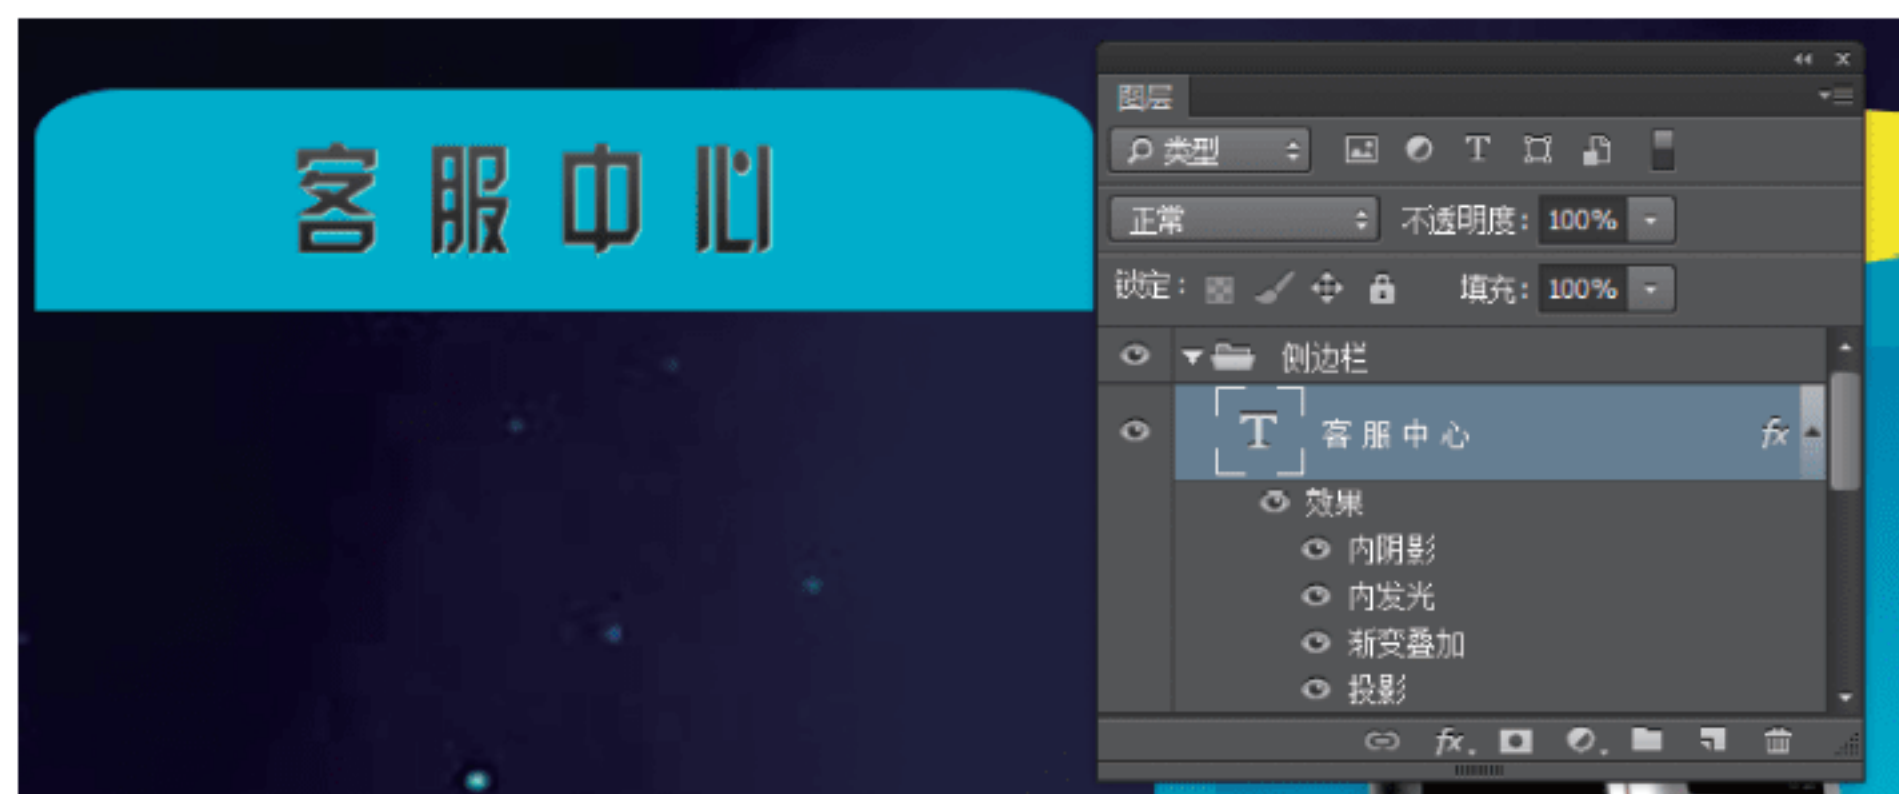 客服中心
图层
类型
正常 不透明度: 100%
锁定: 填充: 100%
侧边栏
T 客服中心 fx
效果
内阴影
内发光
渐变叠加
投影
fx.